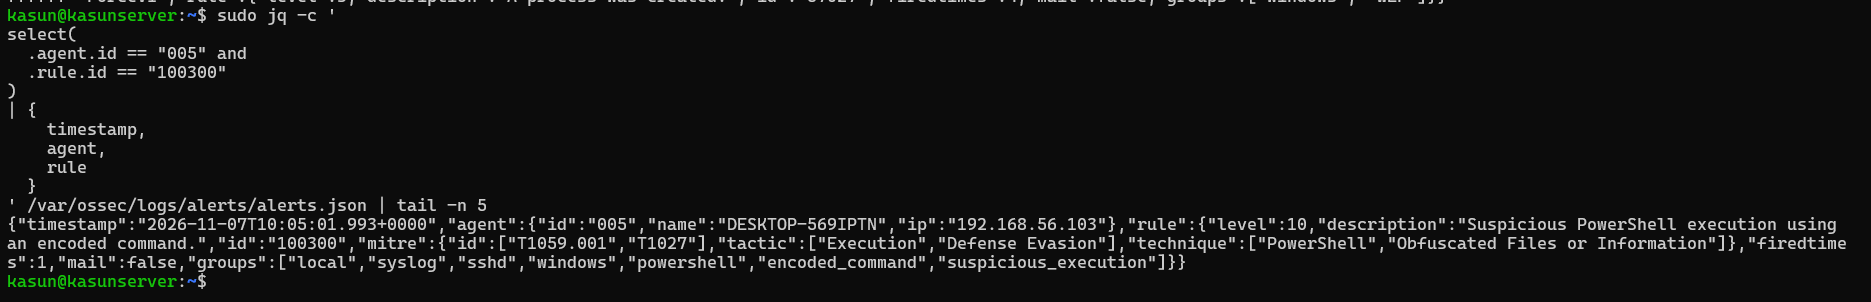 kasun@kasunserver:~$ sudo jq -c '
select(
  .agent.id == "005" and
  .rule.id == "100300"
)
| {
    timestamp,
    agent,
    rule
  }
' /var/ossec/logs/alerts/alerts.json | tail -n 5
{"timestamp":"2026-11-07T10:05:01.993+0000","agent":{"id":"005","name":"DESKTOP-569IPTN","ip":"192.168.56.103"},"rule":{"level":10,"description":"Suspicious PowerShell execution using
an encoded command.","id":"100300","mitre":{"id":["T1059.001","T1027"],"tactic":["Execution","Defense Evasion"],"technique":["PowerShell","Obfuscated Files or Information"]},"firedtime
s":1,"mail":false,"groups":["local","syslog","sshd","windows","powershell","encoded_command","suspicious_execution"]}}
kasun@kasunserver:~$